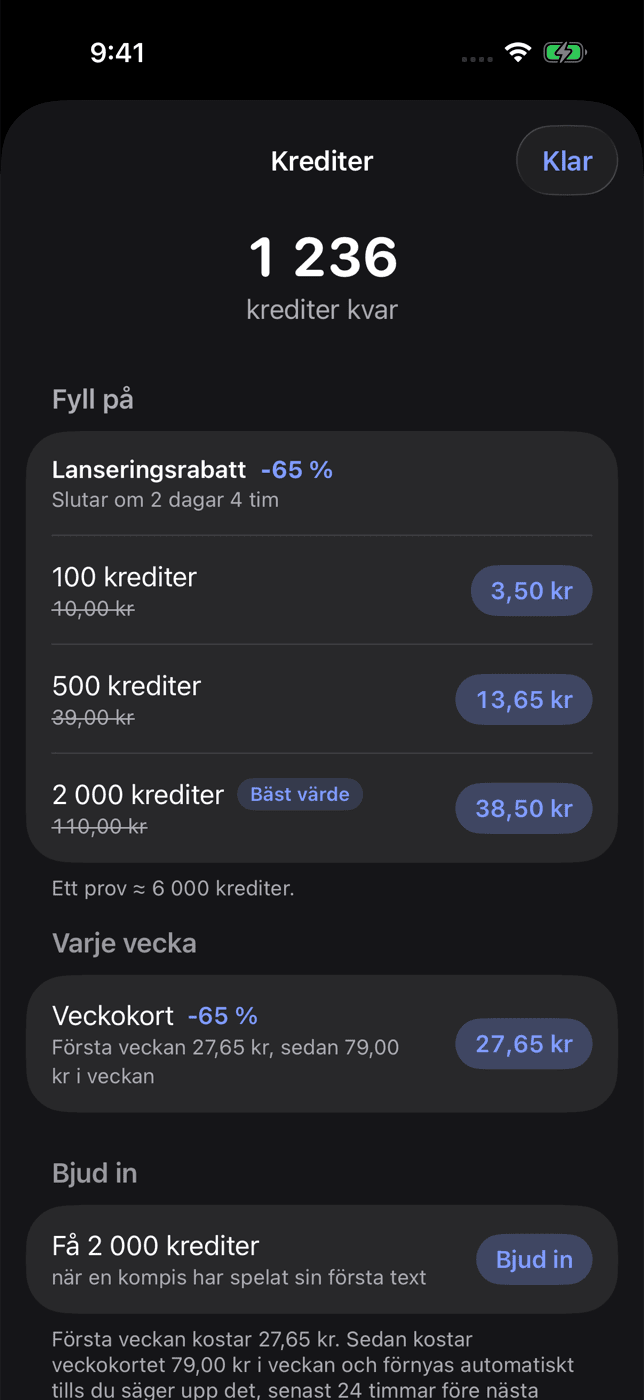 9:41
Krediter
Klar
1 236
krediter kvar
Fyll på
Lanseringsrabatt -65 %
Slutar om 2 dagar 4 tim
100 krediter
10,00 kr
3,50 kr
500 krediter
39,00 kr
13,65 kr
2 000 krediter Bäst värde
110,00 kr
38,50 kr
Ett prov ≈ 6 000 krediter.
Varje vecka
Veckokort -65 %
Första veckan 27,65 kr, sedan 79,00
kr i veckan
27,65 kr
Bjud in
Få 2 000 krediter
när en kompis har spelat sin första text
Bjud in
Första veckan kostar 27,65 kr. Sedan kostar
veckokortet 79,00 kr i veckan och förnyas automatiskt
tills du säger upp det, senast 24 timmar före nästa